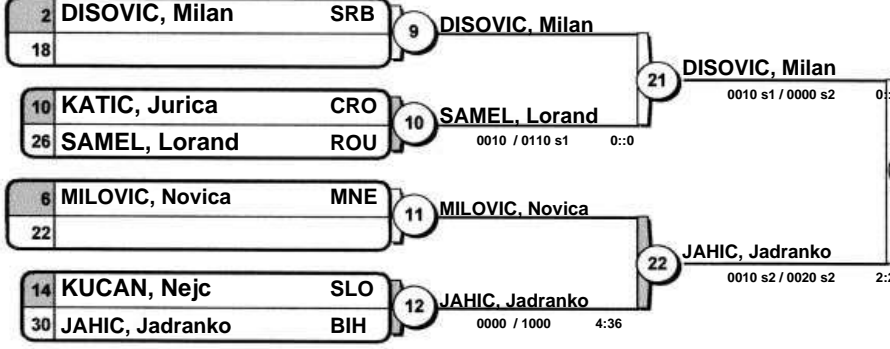 2 DISOVIC, Milan SRB
18
9
DISOVIC, Milan
10 KATIC, Jurica CRO
26 SAMEL, Lorand ROU
10
SAMEL, Lorand
0010 / 0110 s1 0::0
21
DISOVIC, Milan
0010 s1 / 0000 s2
6 MILOVIC, Novica MNE
22
11
MILOVIC, Novica
14 KUCAN, Nejc SLO
30 JAHIC, Jadranko BIH
12
JAHIC, Jadranko
0000 / 1000 4:36
22
JAHIC, Jadranko
0010 s2 / 0020 s2